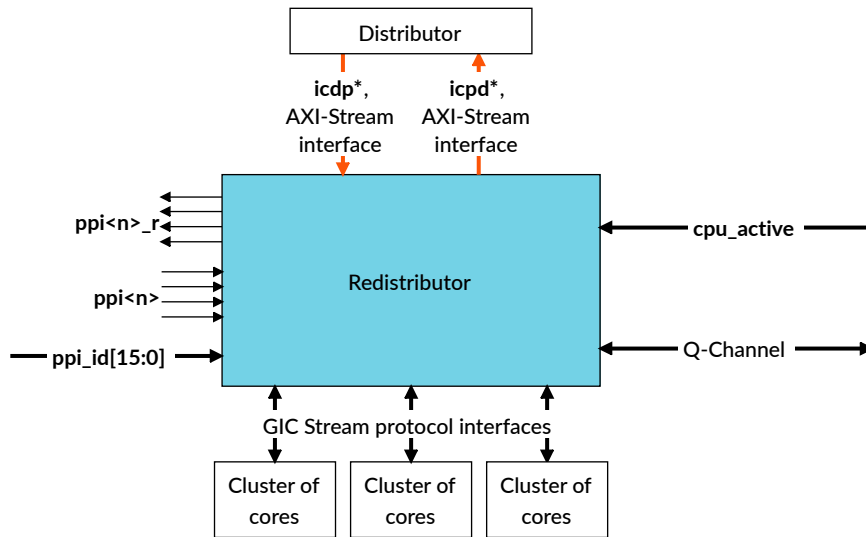 Distributor
icdp*,
AXI-Stream
interface
icpd*,
AXI-Stream
interface
ppi<n>_r
cpu_active
Redistributor
ppi<n>
ppi_id[15:0]
Q-Channel
GIC Stream protocol interfaces
Cluster of
cores
Cluster of
cores
Cluster of
cores